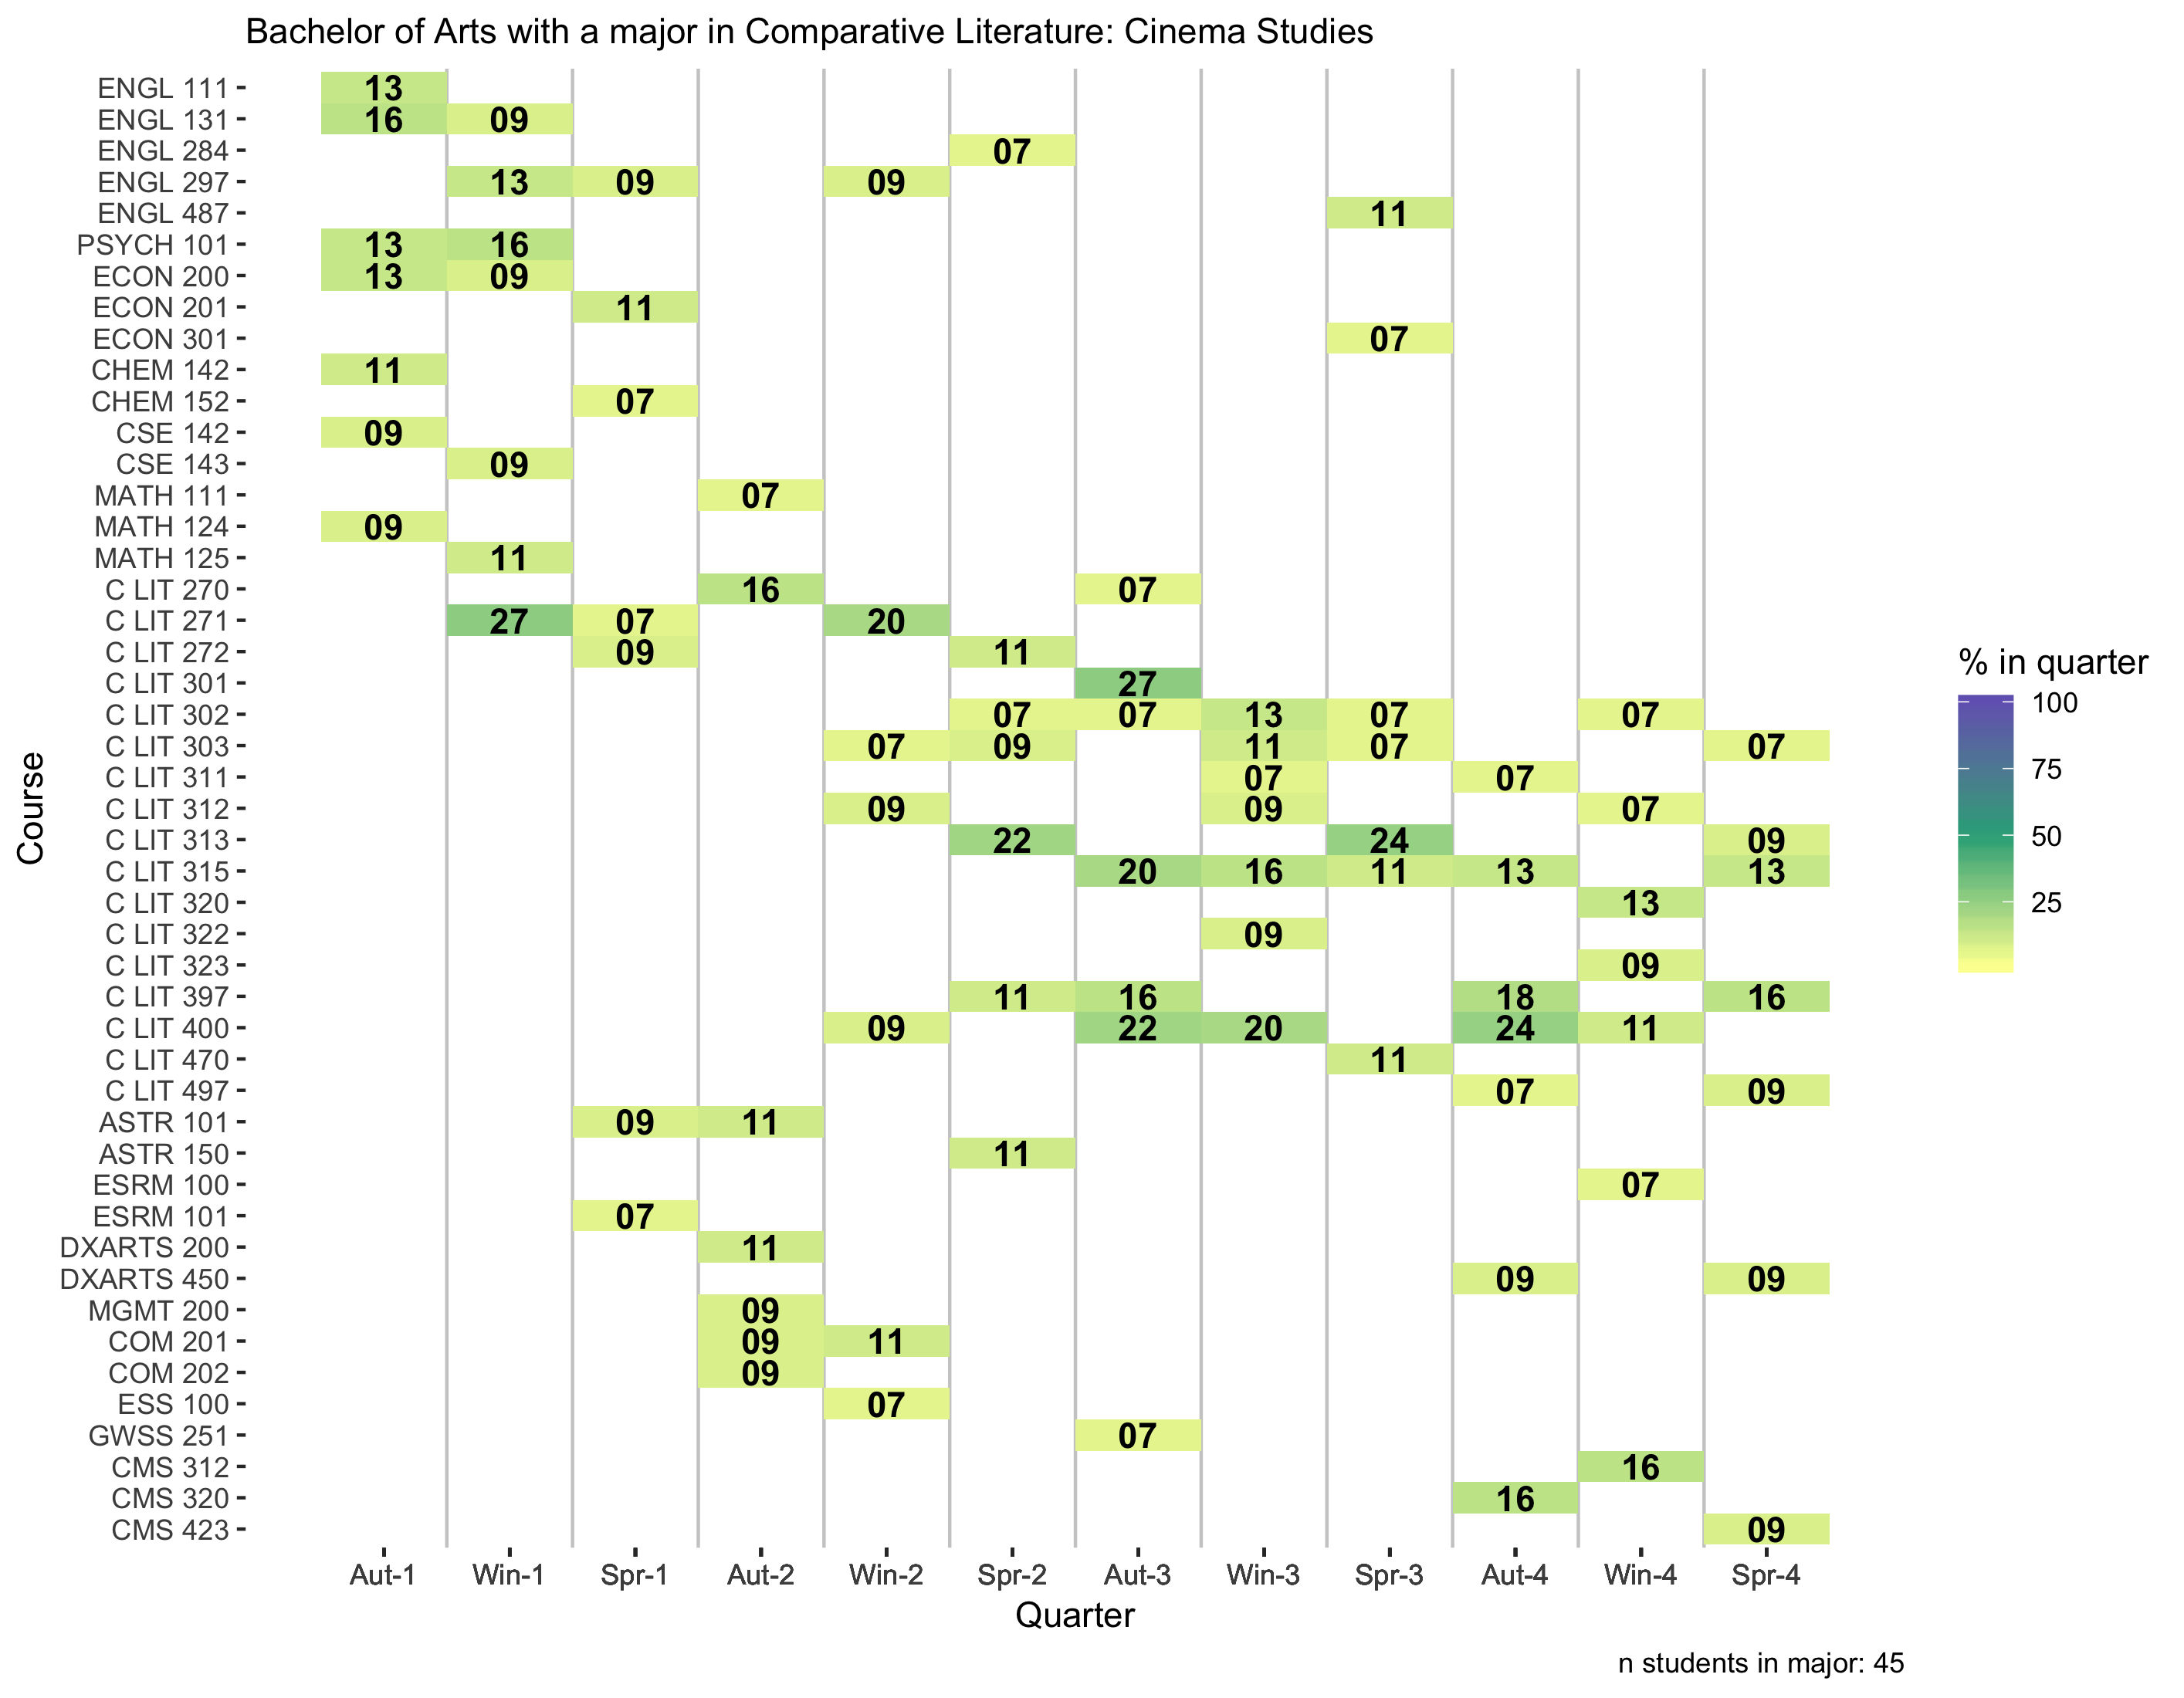 Bachelor of Arts with a major in Comparative Literature: Cinema Studies
ENGL 111 13
ENGL 131 16 09
ENGL 284 07
ENGL 297 13 09 09
ENGL 487 11
PSYCH 101 13 16
ECON 200 13 09
ECON 201 11
ECON 301 07
CHEM 142 11
CHEM 152 07
CSE 142 09
CSE 143 09
MATH 111 07
MATH 124 09
MATH 125 11
C LIT 270 16 07
C LIT 271 27 07 20
C LIT 272 09 11
C LIT 301 27
C LIT 302 07 07 13 07 07
C LIT 303 07 09 11 07 07
C LIT 311 07 07
C LIT 312 09 09 07
C LIT 313 22 24 09
C LIT 315 20 16 11 13 13
C LIT 320 13
C LIT 322 09
C LIT 323 09
C LIT 397 11 16 18 16
C LIT 400 09 22 20 24 11
C LIT 470 11
C LIT 497 07 09
ASTR 101 09 11
ASTR 150 11
ESRM 100 07
ESRM 101 07
DXARTS 200 11
DXARTS 450 09 09
MGMT 200 09
COM 201 09 11
COM 202 09
ESS 100 07
GWSS 251 07
CMS 312 16
CMS 320 16
CMS 423 09
Course
Aut-1 Win-1 Spr-1 Aut-2 Win-2 Spr-2 Aut-3 Win-3 Spr-3 Aut-4 Win-4 Spr-4
Quarter
% in quarter
100
75
50
25
n students in major: 45